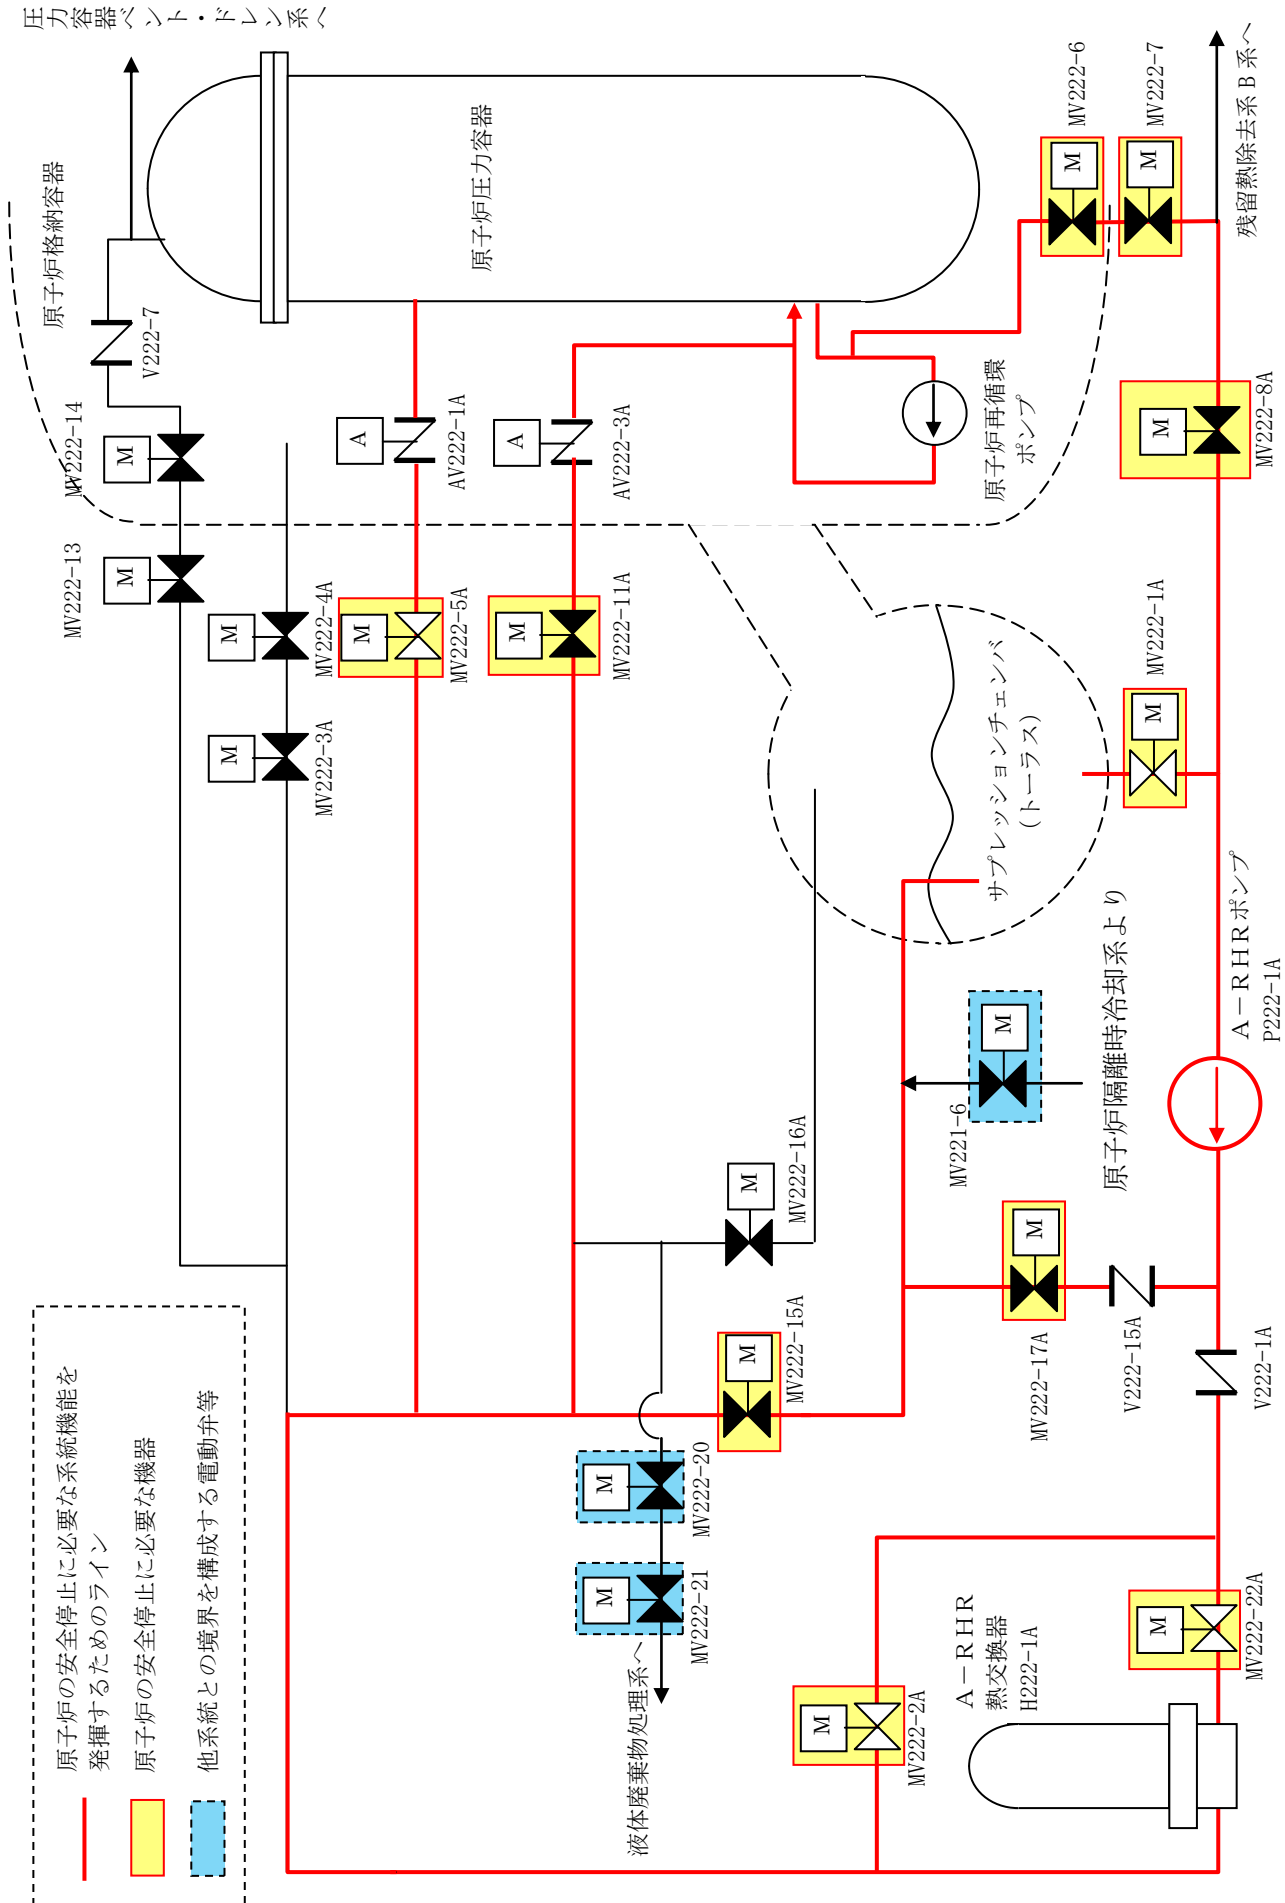 圧力容器ベント・ドレン系へ
原子炉格納容器
V222-7
MV222-14
M
MV222-13
M
原子炉圧力容器
MV222-6
M
MV222-7
M
残留熱除去系B系へ
A
AV222-1A
A
AV222-3A
原子炉再循環
ポンプ
MV222-8A
M
MV222-4A
M
MV222-3A
M
MV222-5A
M
MV222-11A
M
サプレッションチェンバ
(トーラス)
MV222-1A
M
A－RHRポンプ
P222-1A
原子炉隔離時冷却系より
MV221-6
M
MV222-16A
M
MV222-15A
M
MV222-17A
M
V222-15A
V222-1A
MV222-20
M
MV222-21
M
液体廃棄物処理系へ
MV222-2A
M
A－RHR
熱交換器
H222-1A
MV222-22A
M
原子炉の安全停止に必要な系統機能を
発揮するためのライン
原子炉の安全停止に必要な機器
他系統との境界を構成する電動弁等